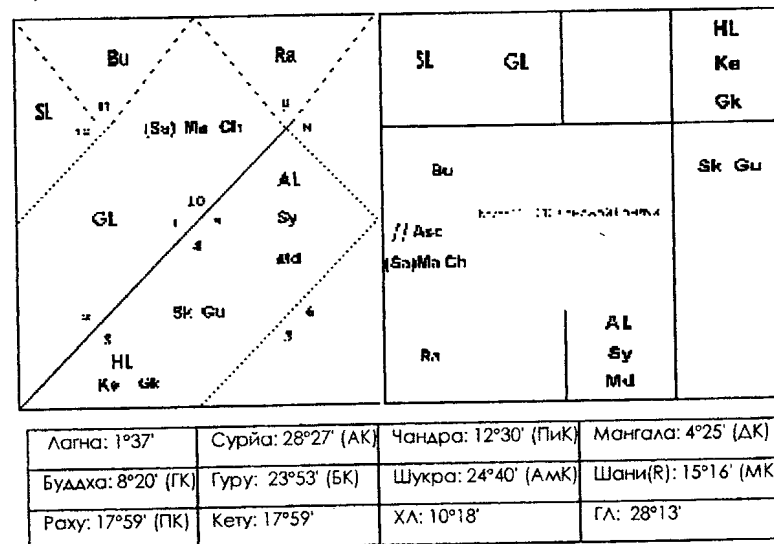 Bu
Ra
SL
11
12
(Sa) Ma Ch
AL
10
GL
Sy
Md
Sk Gu
6
HL
Ke Gk
SL GL
HL
Ke
Gk
Bu
Sk Gu
Asc
(Sa)Ma Ch
Ra
AL
Sy
Md
Лагна: 1°37' Сурйа: 28°27' (АК) Чандра: 12°30' (ПиК) Мангала: 4°25' (ДК)
Буддха: 8°20' (ГК) Гуру: 23°53' (БК) Шукра: 24°40' (АмК) Шани(R): 15°16' (МК
Раху: 17°59' (ПК) Кету: 17°59' ХЛ: 10°18' ГЛ: 28°13'